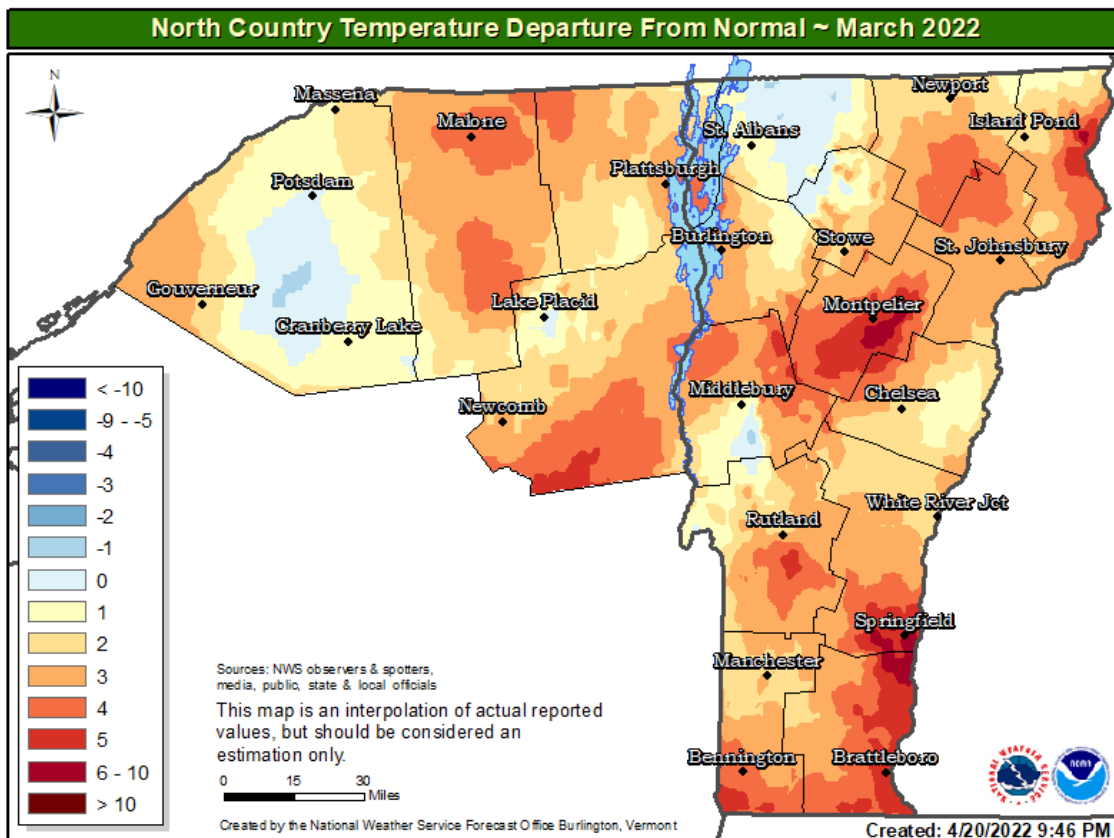 North Country Temperature Departure From Normal ~ March 2022
N
Massena
Malone
Newport
Island Pond
St. Albans
Plattsburgh
Potsdam
Burlington
Stowe
St. Johnsbury
Gouverneur
Lake Placid
Montpelier
Cranberry Lake
Middlebury
Chelsea
Newcomb
White River Jct
Rutland
Springfield
Manchester
Bennington
Brattleboro
< -10
-9 - -5
-4
-3
-2
-1
0
1
2
3
4
5
6 - 10
> 10
Sources: NWS observers & spotters,
media, public, state & local officials
This map is an interpolation of actual reported
values, but should be considered an
estimation only.
0 15 30
Miles
Created by the National Weather Service Forecast Office Burlington, Vermont
NATIONAL WEATHER SERVICE
noaa
Created: 4/20/2022 9:46 PM